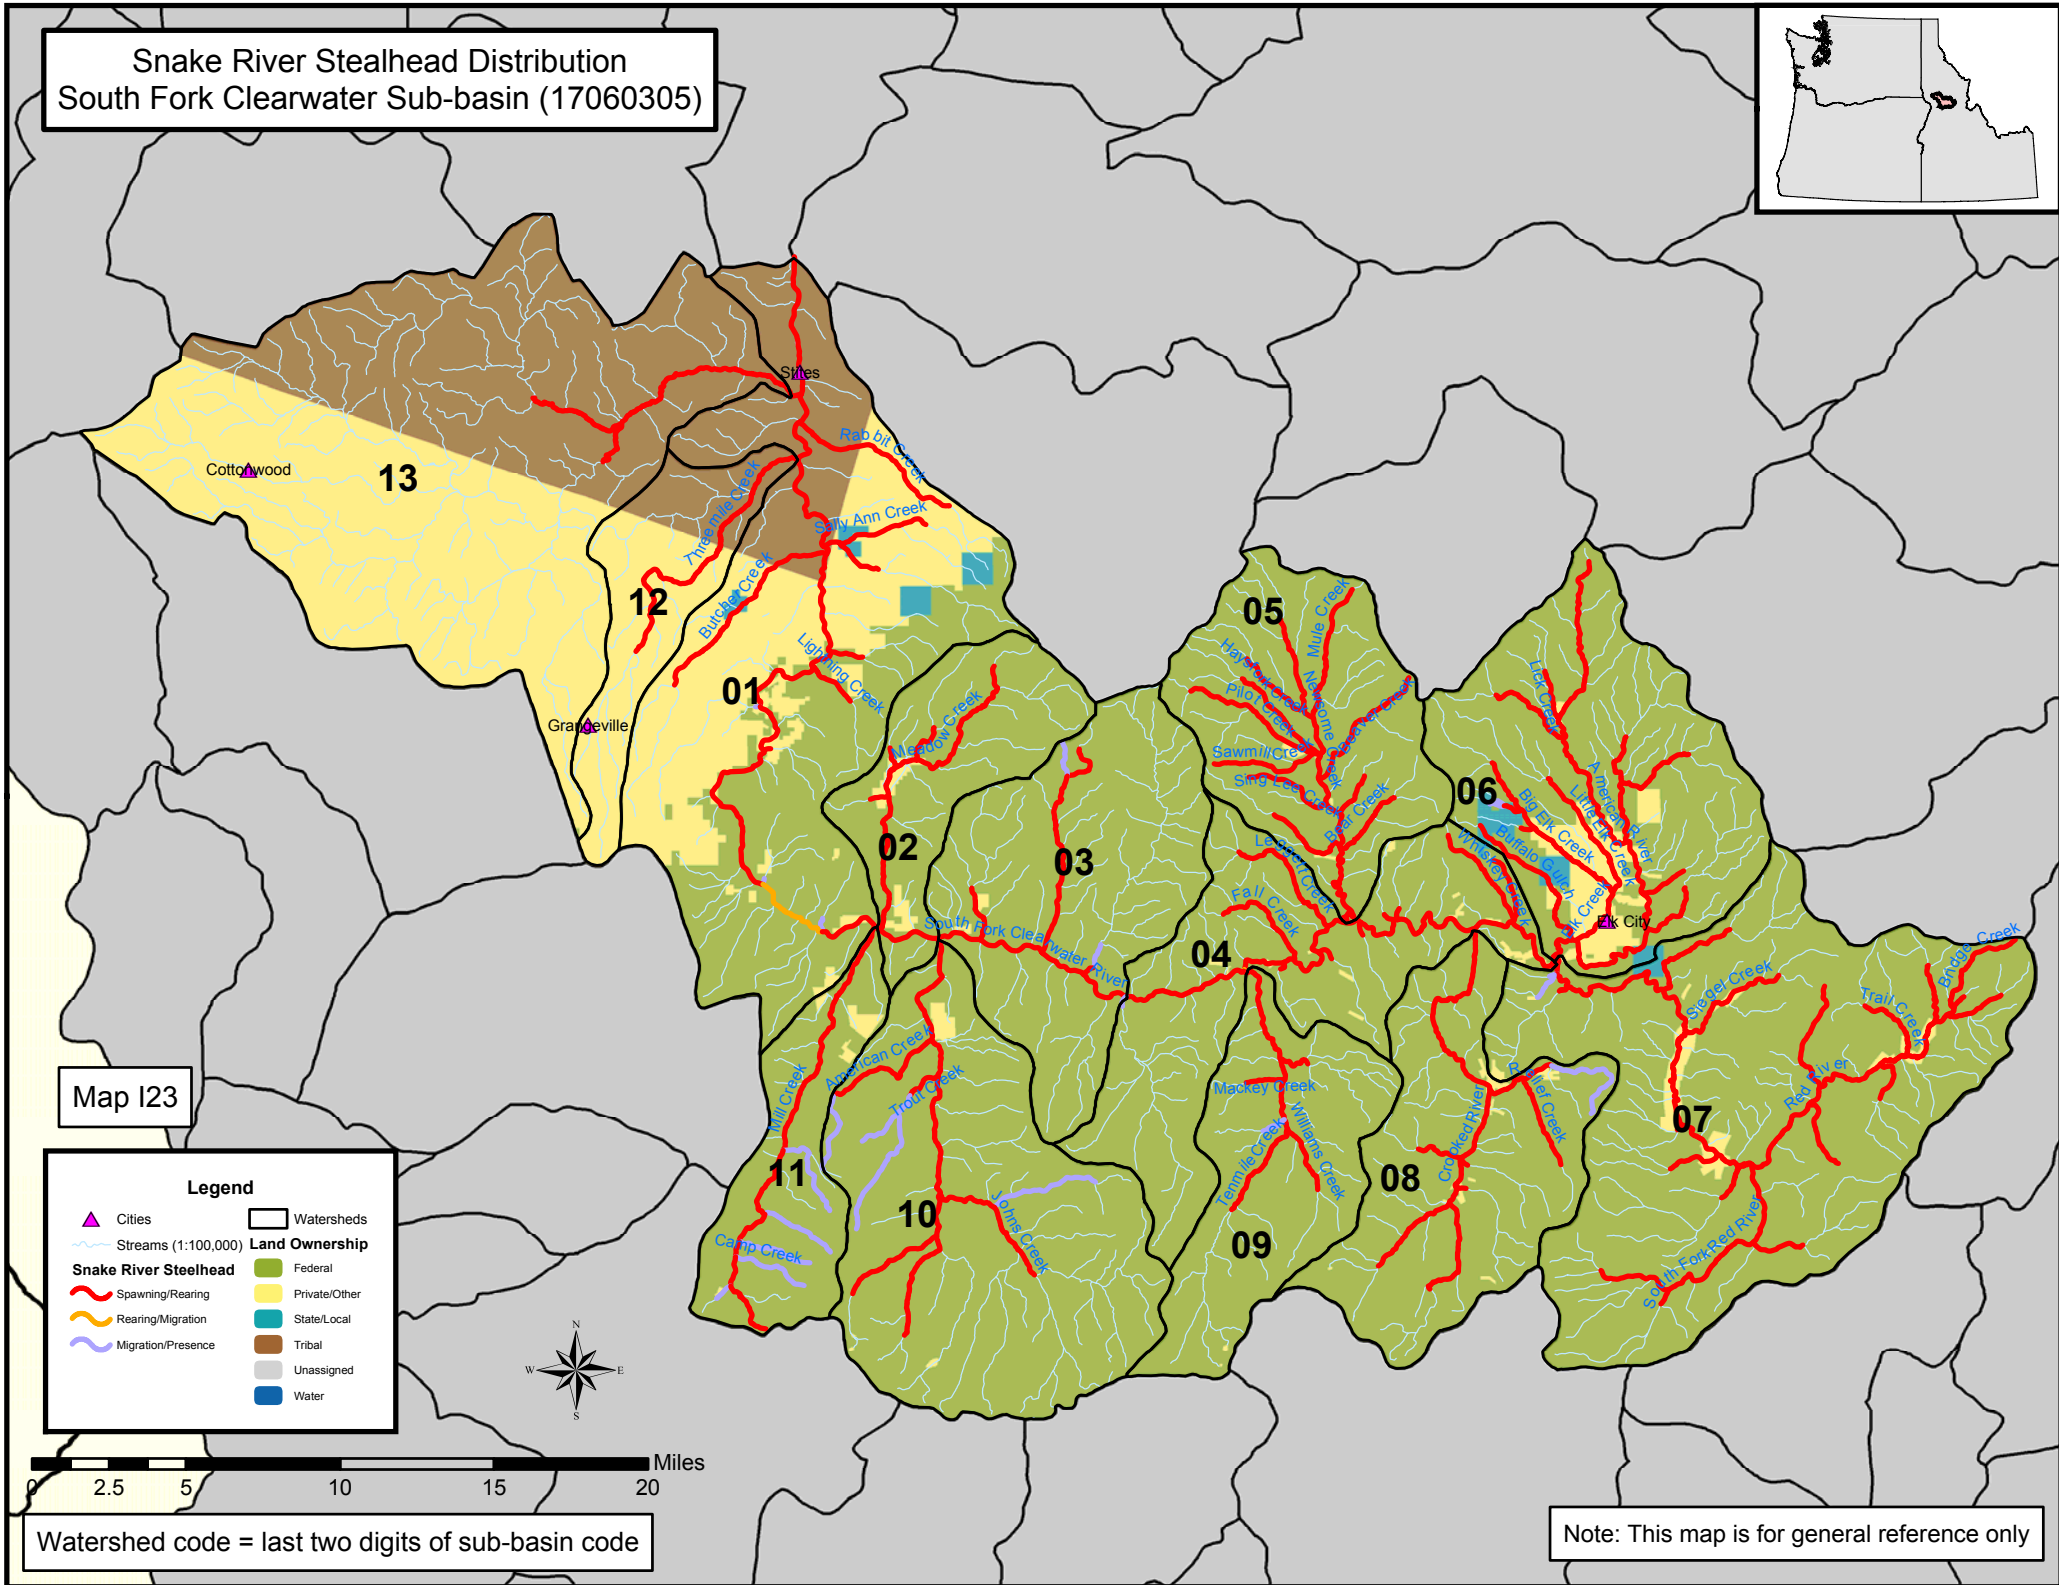 Snake River Stealhead Distribution
South Fork Clearwater Sub-basin (17060305)
Stites
Rabbit Creek
Cottonwood
13
Threemile Creek
Sally Ann Creek
Butcher Creek
12
Lightning Creek
01
Grangeville
Meadow Creek
02
03
South Fork Clearwater River
04
05
Mule Creek
Haysfork Creek
Pilot Creek
Newsome Creek
Beaver Creek
Sawmill Creek
Sing Lee Creek
Bear Creek
Leggett Creek
Fall Creek
Lick Creek
06
American River
Little Elk Creek
Big Elk Creek
Buffalo Gulch
Whiskey Creek
Elk Creek
Elk City
Siegel Creek
Trail Creek
Bridge Creek
Red River
07
South Fork Red River
Relief Creek
Crooked River
08
Mackey Creek
Williams Creek
Tenmile Creek
09
American Creek
Trout Creek
Mill Creek
11
10
Johns Creek
Camp Creek
Map I23
Legend
Cities
Streams (1:100,000)
Snake River Steelhead
Spawning/Rearing
Rearing/Migration
Migration/Presence
Watersheds
Land Ownership
Federal
Private/Other
State/Local
Tribal
Unassigned
Water
N
W
E
S
0 2.5 5 10 15 20 Miles
Watershed code = last two digits of sub-basin code
Note: This map is for general reference only